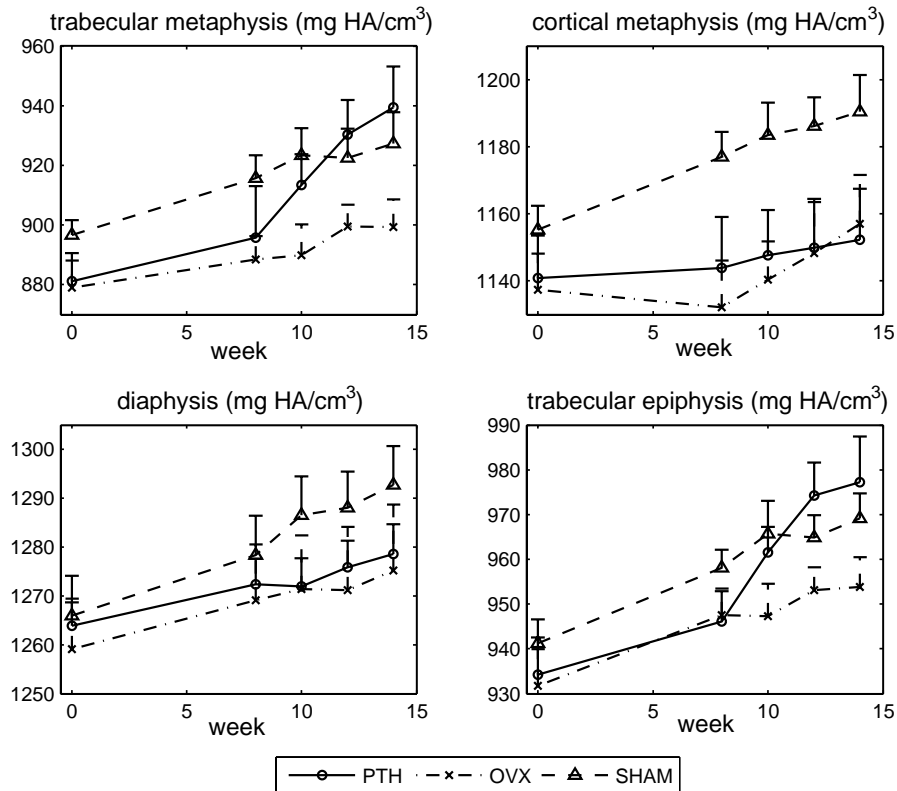 trabecular metaphysis (mg HA/cm³)
960
940
920
900
880
0 5 10 15
week
cortical metaphysis (mg HA/cm³)
1200
1180
1160
1140
0 5 10 15
week
diaphysis (mg HA/cm³)
1300
1290
1280
1270
1260
1250
0 5 10 15
week
trabecular epiphysis (mg HA/cm³)
990
980
970
960
950
940
930
0 5 10 15
week
PTH OVX SHAM